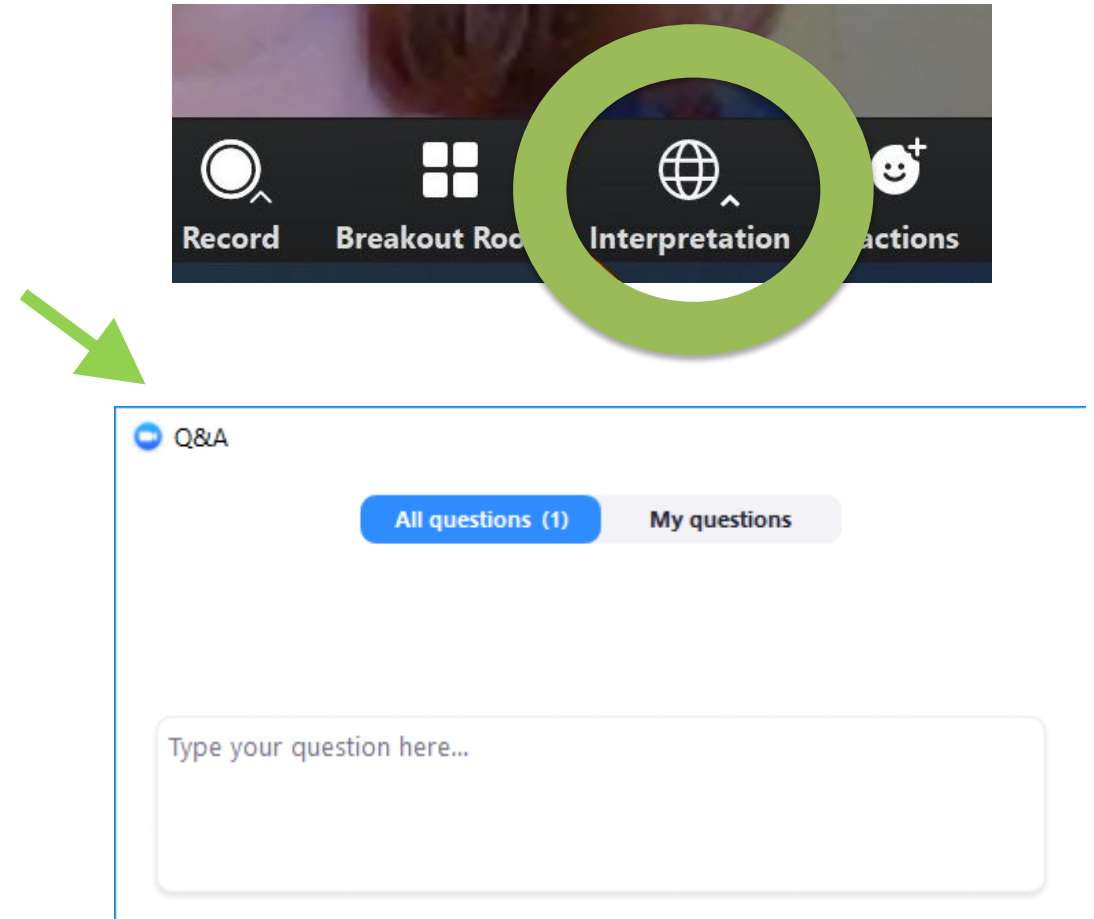 Record Breakout Roo Interpretation actions
Q&A
All questions (1) My questions
Type your question here...